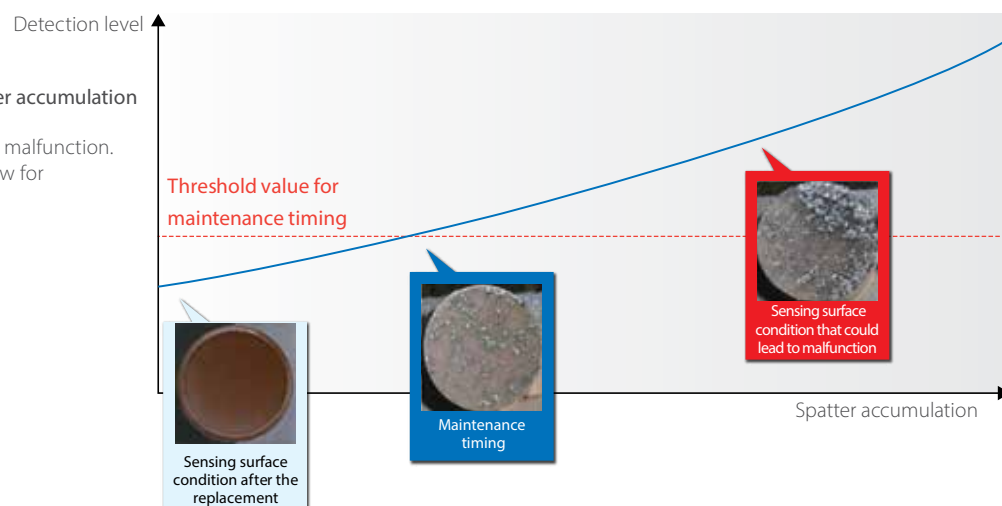 Detection level
er accumulation
malfunction.
w for
Threshold value for
maintenance timing
Sensing surface
condition that could
lead to malfunction
Maintenance
timing
Spatter accumulation
Sensing surface
condition after the
replacement